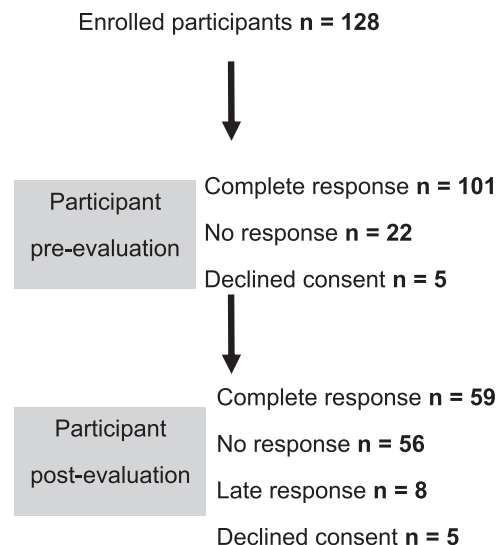 Enrolled participants n = 128
Participant
pre-evaluation
Complete response n = 101
No response n = 22
Declined consent n = 5
Participant
post-evaluation
Complete response n = 59
No response n = 56
Late response n = 8
Declined consent n = 5